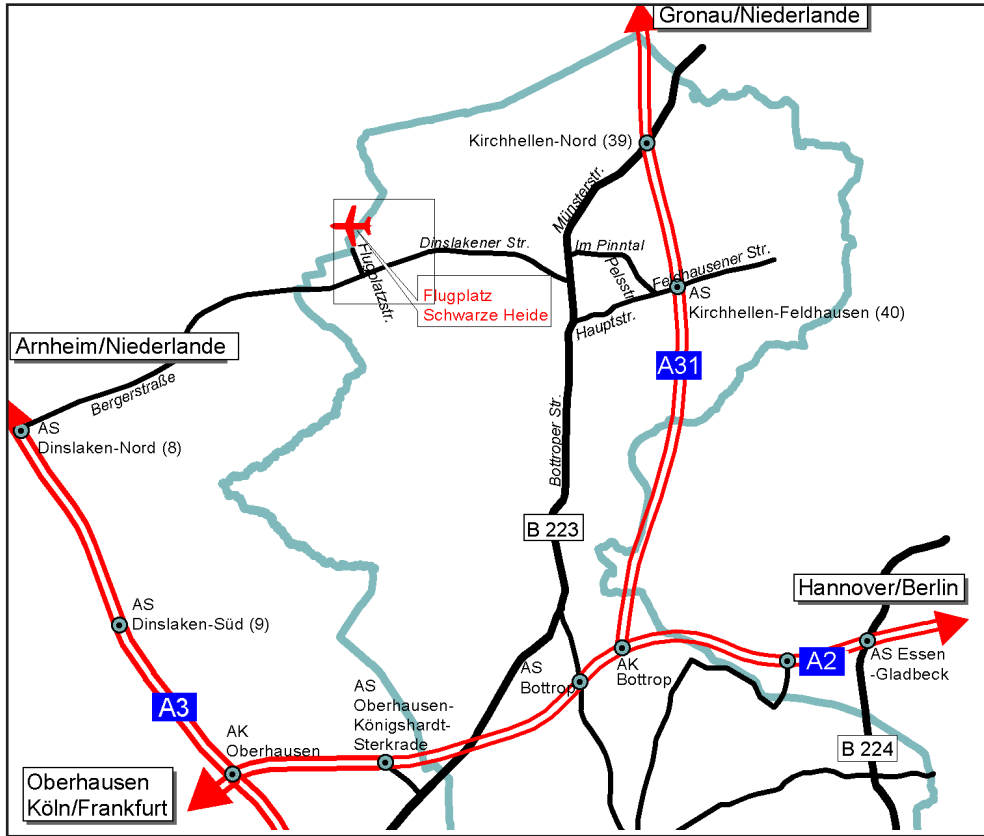 Gronau/Niederlande
Kirchhellen-Nord (39)
Münsterstr.
Dinslakener Str.
Im Pinntal
Pelsstr.
Feldhausener Str.
Flugplatzstr.
Flugplatz
Schwarze Heide
AS
Kirchhellen-Feldhausen (40)
Hauptstr.
Arnheim/Niederlande
A31
Bergerstraße
Bottroper Str.
AS
Dinslaken-Nord (8)
B 223
Hannover/Berlin
AS
Dinslaken-Süd (9)
AS
Bottrop
AK
Bottrop
A2
AS Essen
-Gladbeck
AS
Oberhausen-
Königshardt-
Sterkrade
A3
AK
Oberhausen
B 224
Oberhausen
Köln/Frankfurt